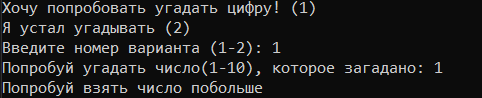 Хочу попробовать угадать цифру! (1)
Я устал угадывать (2)
Введите номер варианта (1-2): 1
Попробуй угадать число(1-10), которое загадано: 1
Попробуй взять число побольше